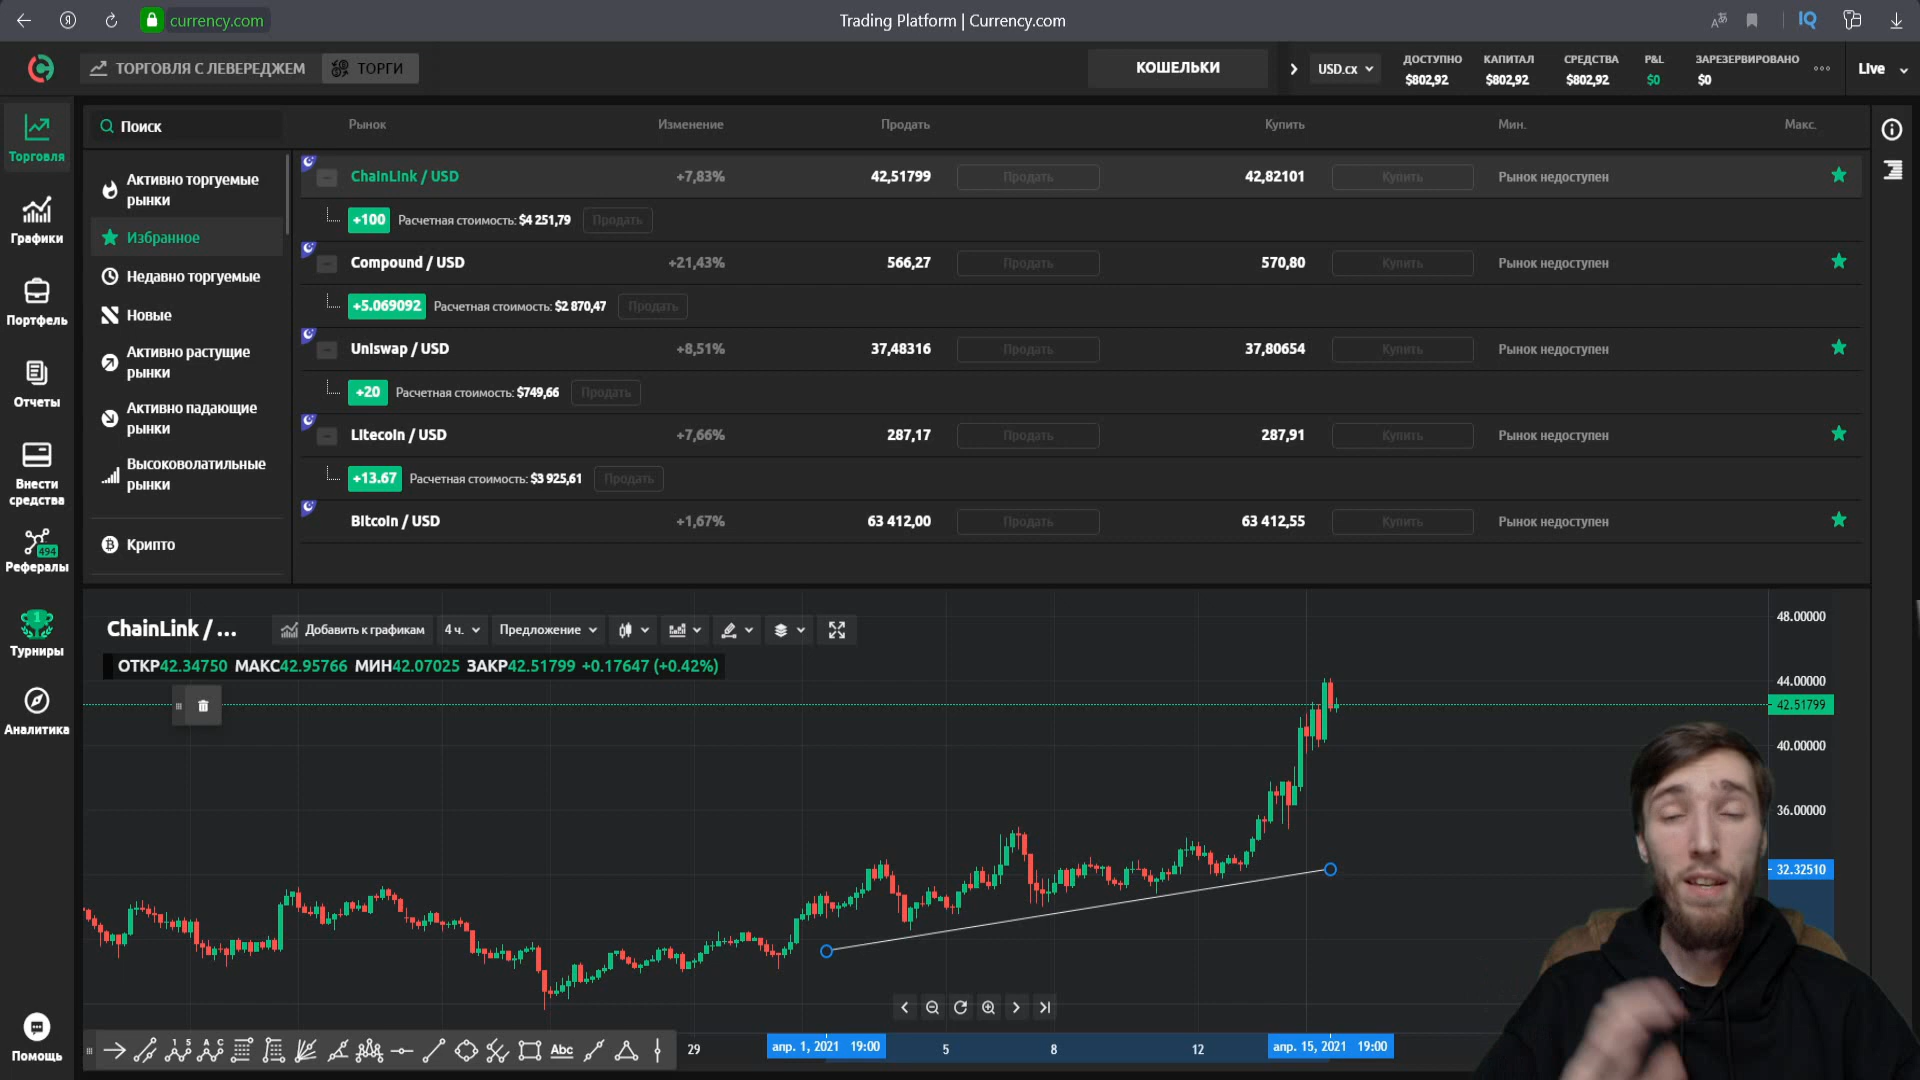 currency.com
Trading Platform | Currency.com
IQ
ТОРГОВЛЯ С ЛЕВЕРЕДЖЕМ
ТОРГИ
КОШЕЛЬКИ
USD.cx
ДОСТУПНО
$802,92
КАПИТАЛ
$802,92
СРЕДСТВА
$802,92
P&L
$0
ЗАРЕЗЕРВИРОВАНО
$0
Live
Торговля
Графики
Портфель
Отчеты
Внести
средства
494
Рефералы
1
Турниры
Аналитика
Помощь
Поиск
Активно торгуемые
рынки
Избранное
Недавно торгуемые
Новые
Активно растущие
рынки
Активно падающие
рынки
Высоковолатильные
рынки
Крипто
Рынок Изменение Продать Купить Мин. Макс.
ChainLink / USD +7,83% 42,51799 Продать 42,82101 Купить Рынок недоступен
+100 Расчетная стоимость: $4 251,79 Продать
Compound / USD +21,43% 566,27 Продать 570,80 Купить Рынок недоступен
+5.069092 Расчетная стоимость: $2 870,47 Продать
Uniswap / USD +8,51% 37,48316 Продать 37,80654 Купить Рынок недоступен
+20 Расчетная стоимость: $749,66 Продать
Litecoin / USD +7,66% 287,17 Продать 287,91 Купить Рынок недоступен
+13.67 Расчетная стоимость: $3 925,61 Продать
Bitcoin / USD +1,67% 63 412,00 Продать 63 412,55 Купить Рынок недоступен
ChainLink / ...
Добавить к графикам
4 ч.
Предложение
ОТКР42.34750 МАКС42.95766 МИН42.07025 ЗАКР42.51799 +0.17647 (+0.42%)
48.00000
44.00000
42.51799
40.00000
36.00000
32.32510
Abc
29
апр. 1, 2021 19:00
5
8
12
апр. 15, 2021 19:00